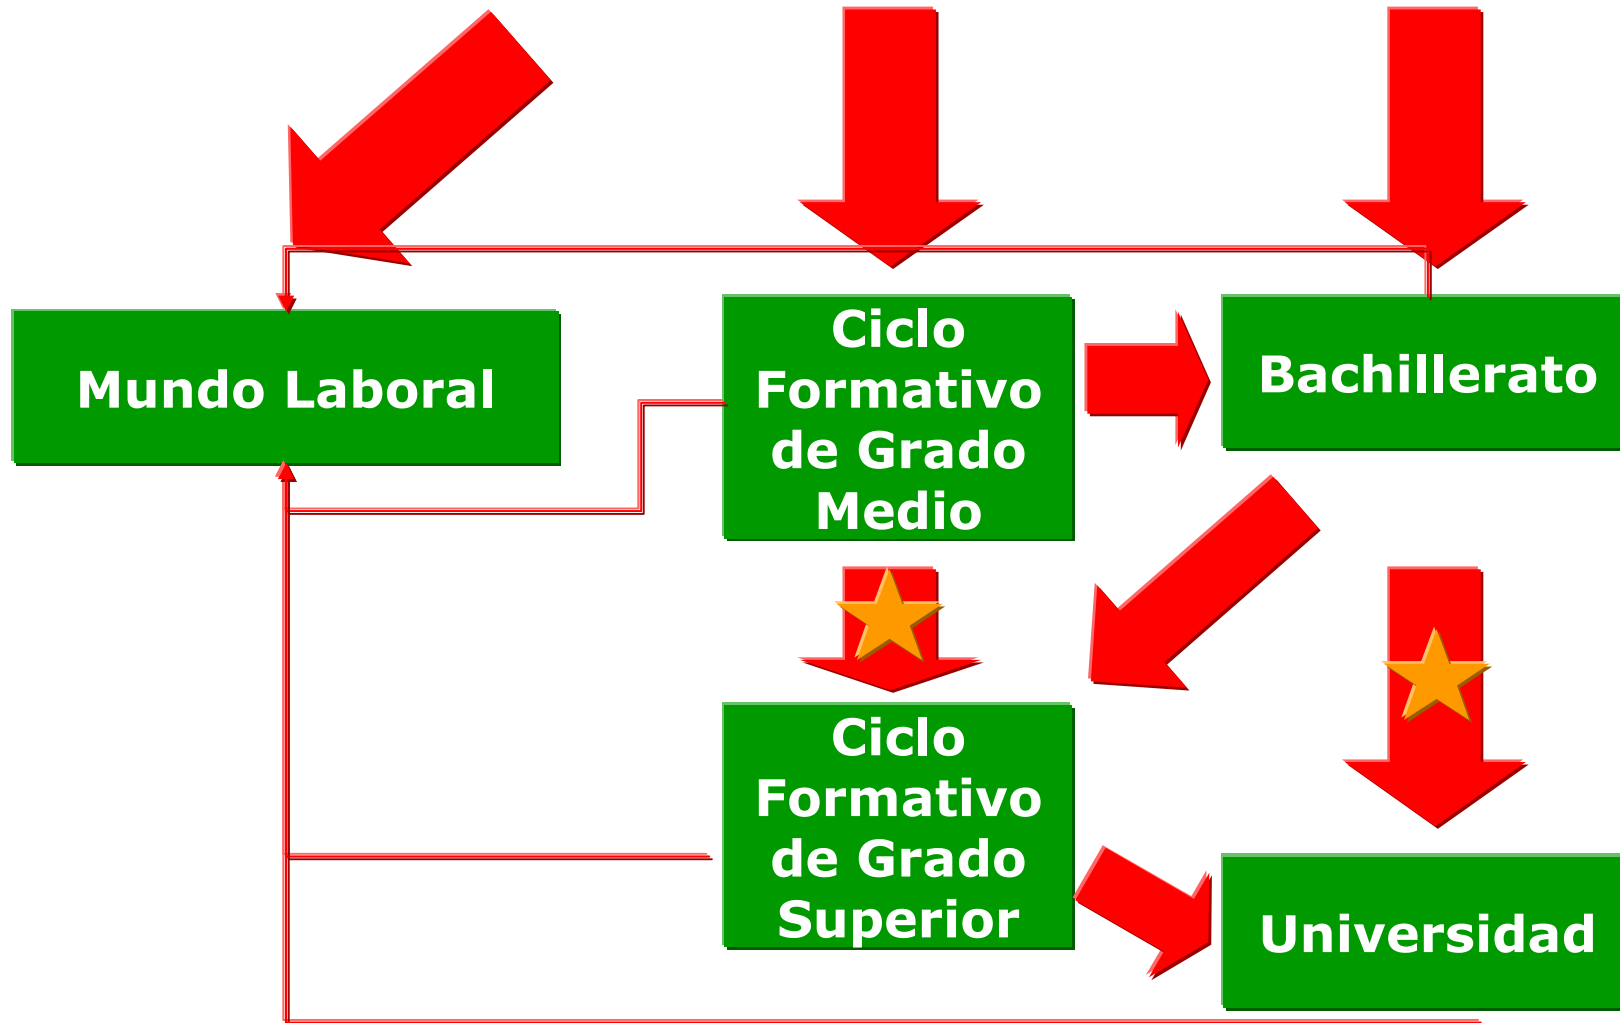 Mundo Laboral
Ciclo
Formativo
de Grado
Medio
Bachillerato
Ciclo
Formativo
de Grado
Superior
Universidad